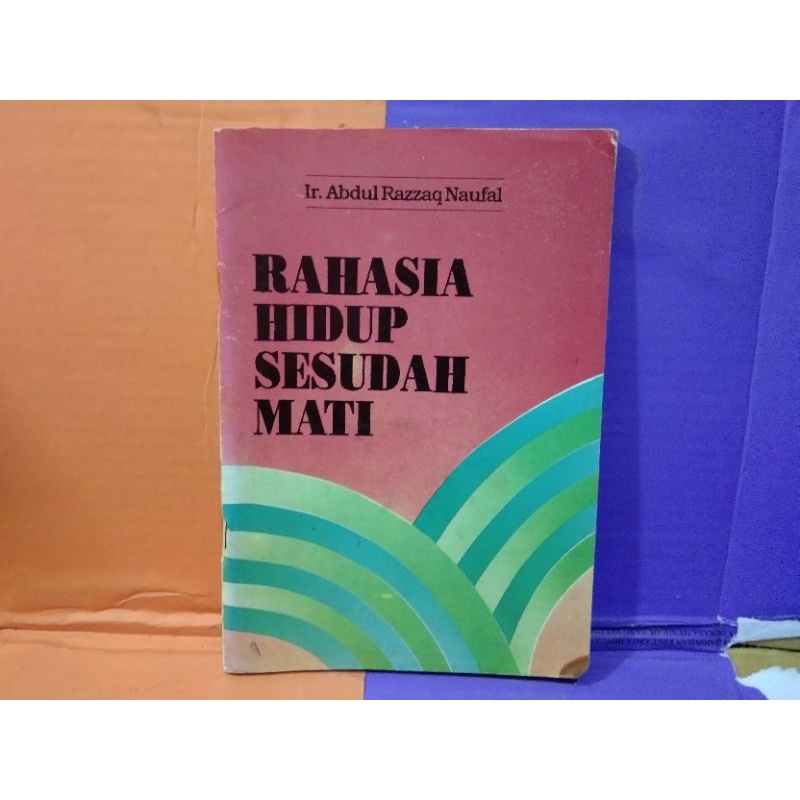 Ir. Abdul Razzaq Naufal
RAHASIA
HIDUP
SESUDAH
MATI